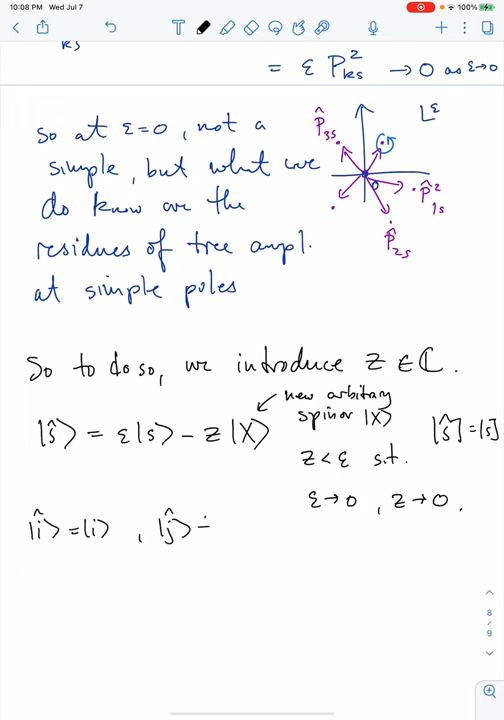 10:08 PM Wed Jul 7
100%
ks
= ε P²ks → 0 as ε→0
So at ε=0, not a
simple, but what we
do know are the
residues of tree ampl.
at simple poles
P̂3s
L^ε
0
P̂²1s
P̂2s
So to do so, we introduce z ∈ ℂ.
new arbitrary
spinor |X⟩
|ŝ⟩ = ε|s⟩ − z|X⟩
|ŝ] = |s]
z < ε s.t.
ε→0 , z→0.
|î⟩ = |i⟩ , |ĵ⟩ =
8
/
9